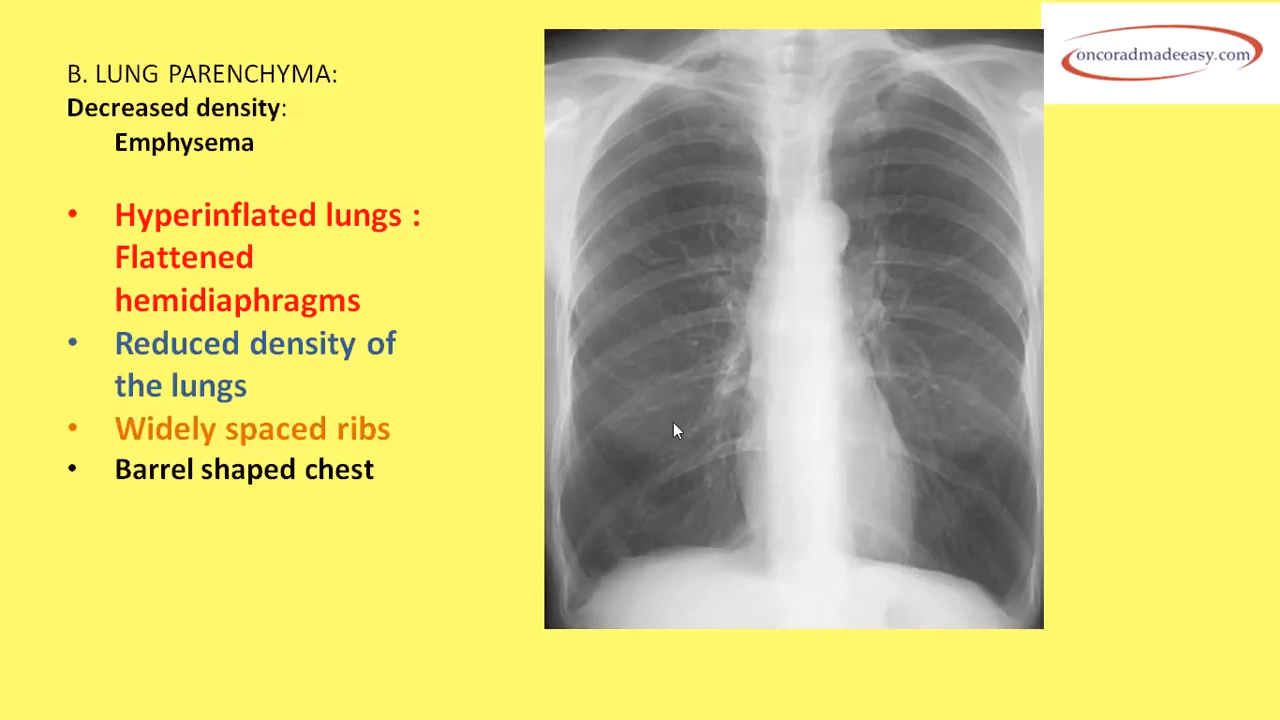 B. LUNG PARENCHYMA:
Decreased density:
Emphysema
• Hyperinflated lungs :
Flattened
hemidiaphragms
• Reduced density of
the lungs
• Widely spaced ribs
• Barrel shaped chest
oncoradmadeeasy.com